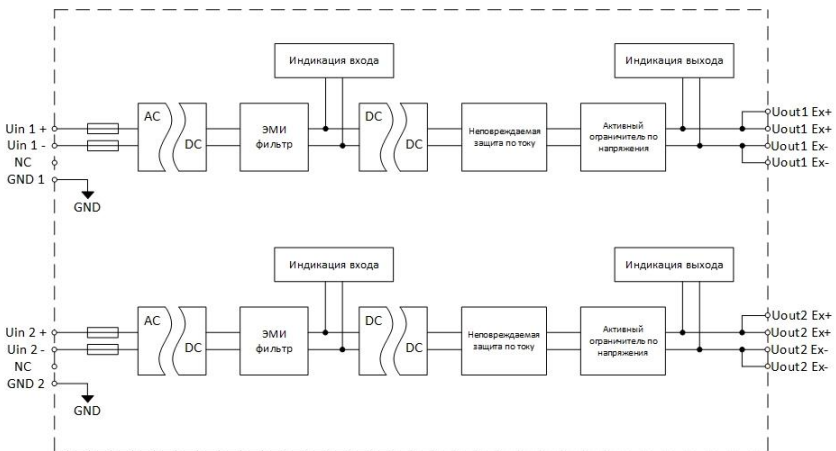 Индикация входа
Индикация выхода
Uin 1 +
Uin 1 -
NC
GND 1
GND
AC
DC
ЭМИ
фильтр
DC
DC
Неповреждаемая
защита по току
Активный
ограничитель по
напряжения
Uout1 Ex+
Uout1 Ex+
Uout1 Ex-
Uout1 Ex-
Индикация входа
Индикация выхода
Uin 2 +
Uin 2 -
NC
GND 2
GND
AC
DC
ЭМИ
фильтр
DC
DC
Неповреждаемая
защита по току
Активный
ограничитель по
напряжения
Uout2 Ex+
Uout2 Ex+
Uout2 Ex-
Uout2 Ex-